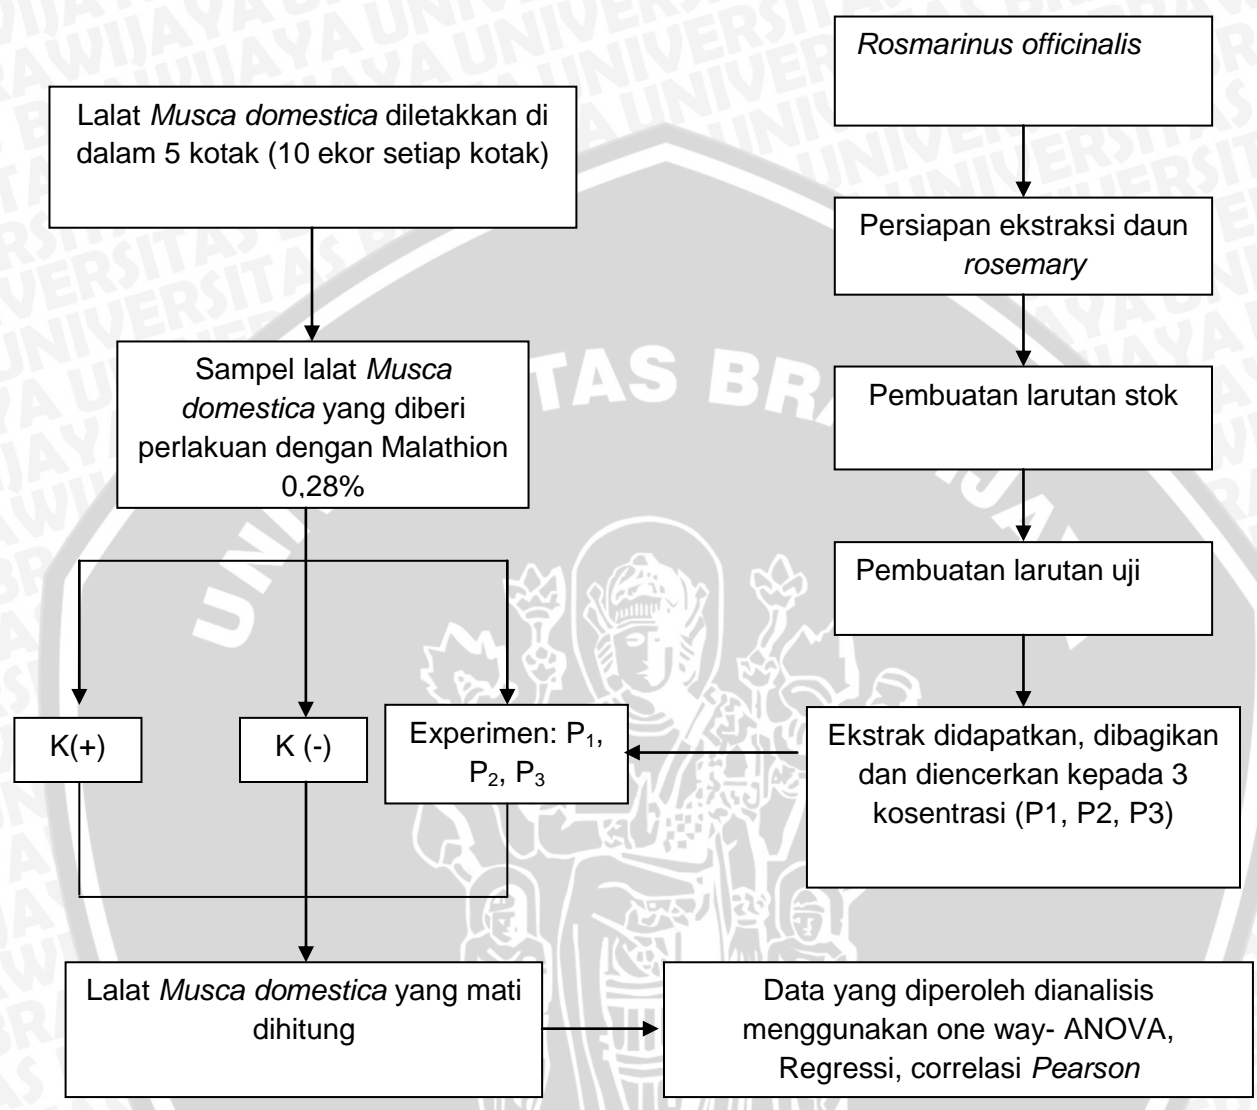 Rosmarinus officinalis
Lalat Musca domestica diletakkan di
dalam 5 kotak (10 ekor setiap kotak)
Persiapan ekstraksi daun
rosemary
Sampel lalat Musca
domestica yang diberi
perlakuan dengan Malathion
0,28%
Pembuatan larutan stok
Pembuatan larutan uji
K(+)
K (-)
Experimen: P1,
P2, P3
Ekstrak didapatkan, dibagikan
dan diencerkan kepada 3
kosentrasi (P1, P2, P3)
Lalat Musca domestica yang mati
dihitung
Data yang diperoleh dianalisis
menggunakan one way- ANOVA,
Regressi, correlasi Pearson